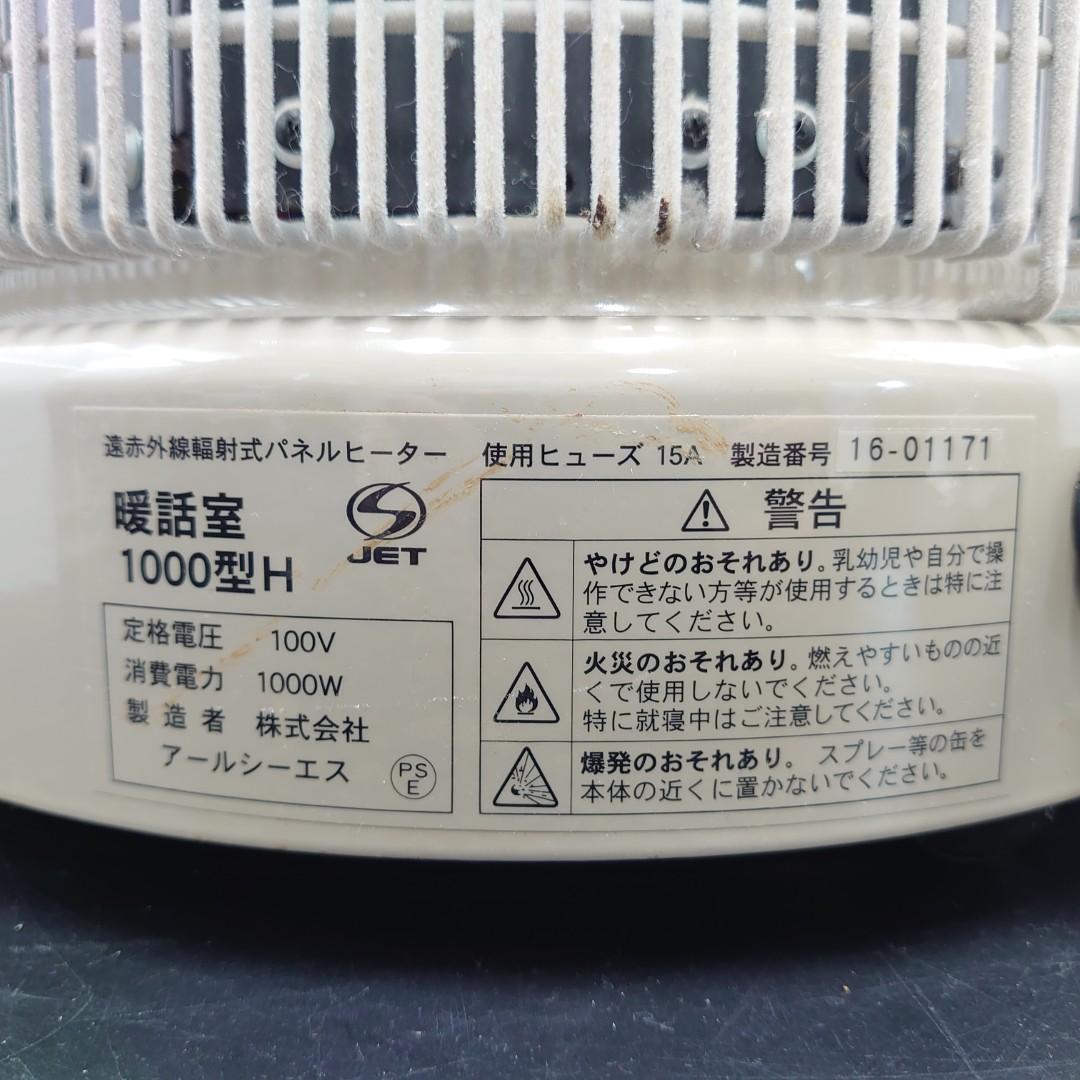 遠赤外線輻射式パネルヒーター 使用ヒューズ 15A 製造番号 16-01171
暖話室
1000型H
JET
定格電圧 100V
消費電力 1000W
製造者 株式会社
アールシーエス
PS
E
警告
やけどのおそれあり。乳幼児や自分で操
作できない方等が使用するときは特に注
意してください。
火災のおそれあり。燃えやすいものの近
くで使用しないでください。
特に就寝中はご注意してください。
爆発のおそれあり。 スプレー等の缶を
本体の近くに置かないでください。